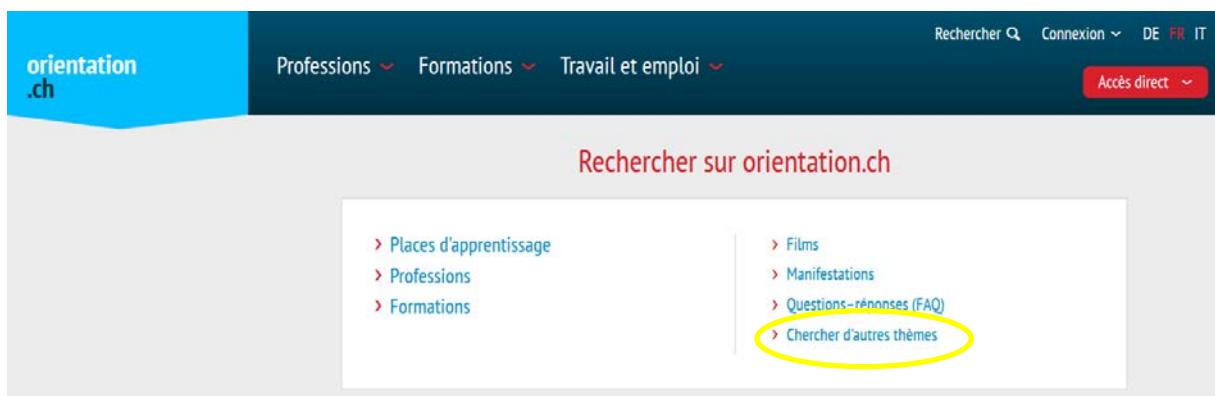 Rechercher Connexion DE FR IT
orientation
.ch
Professions Formations Travail et emploi
Accès direct
Rechercher sur orientation.ch
Places d'apprentissage
Professions
Formations
Films
Manifestations
Questions–réponses (FAQ)
Chercher d'autres thèmes